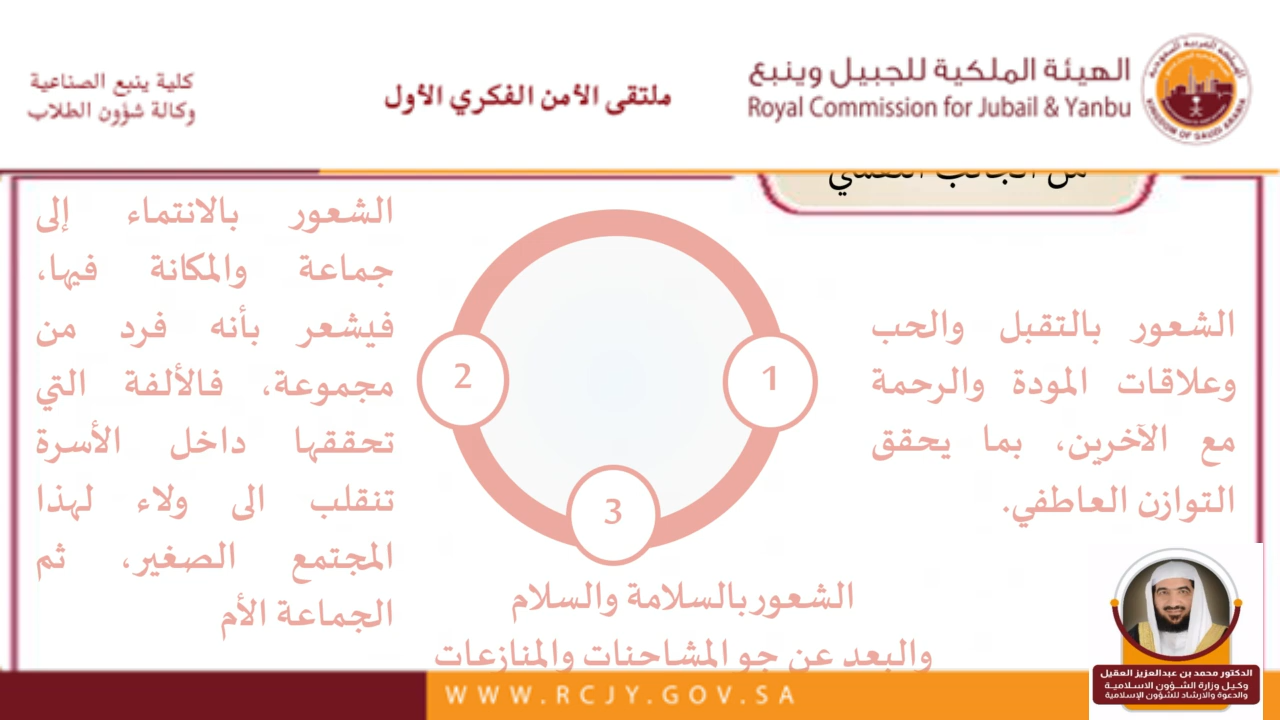 الهيئة الملكية للجبيل وينبع
Royal Commission for Jubail & Yanbu
ملتقى الأمن الفكري الأول
كلية ينبع الصناعية
وكالة شؤون الطلاب
من الجانب النفسي
1
الشعور بالتقبل والحب
وعلاقات المودة والرحمة
مع الآخرين، بما يحقق
التوازن العاطفي.
2
الشعور بالانتماء إلى
جماعة والمكانة فيها،
فيشعر بأنه فرد من
مجموعة، فالألفة التي
تحققها داخل الأسرة
تنقلب الى ولاء لهذا
المجتمع الصغير، ثم
الجماعة الأم
3
الشعور بالسلامة والسلام
والبعد عن جو المشاحنات والمنازعات
الدكتور محمد بن عبدالعزيز العقيل
وكيل وزارة الشؤون الاسلامية
والدعوة والارشاد للشؤون الإسلامية
WWW.RCJY.GOV.SA